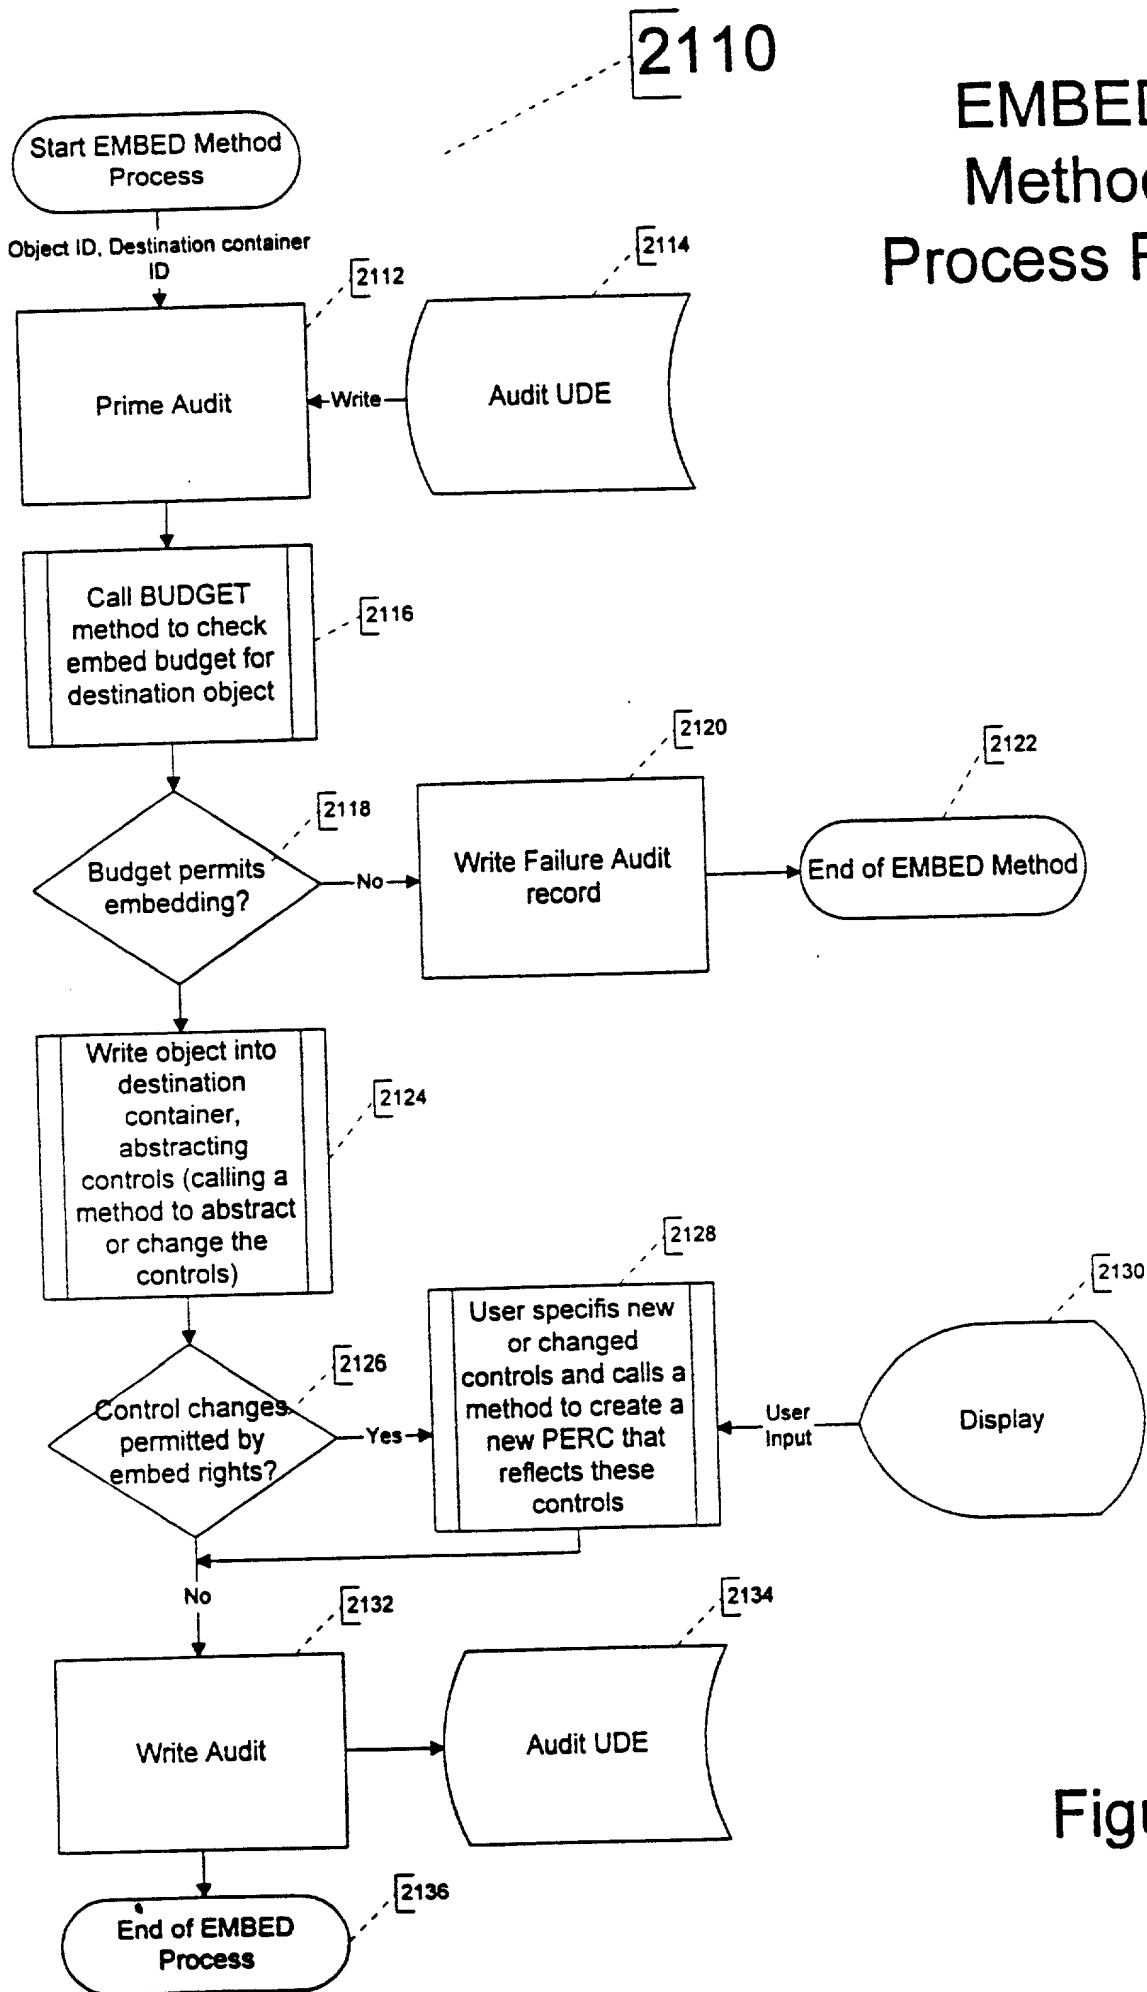 2110
EMBED
Method
Process F
Start EMBED Method
Process
Object ID, Destination container
ID
2112
2114
Prime Audit
Write
Audit UDE
Call BUDGET
method to check
embed budget for
destination object
2116
2118
2120
2122
Budget permits
embedding?
No
Write Failure Audit
record
End of EMBED Method
Write object into
destination
container,
abstracting
controls (calling a
method to abstract
or change the
controls)
2124
2126
2128
2130
Control changes
permitted by
embed rights?
Yes
User specifis new
or changed
controls and calls a
method to create a
new PERC that
reflects these
controls
User
Input
Display
No
2132
2134
Write Audit
Audit UDE
Figu
2136
End of EMBED
Process